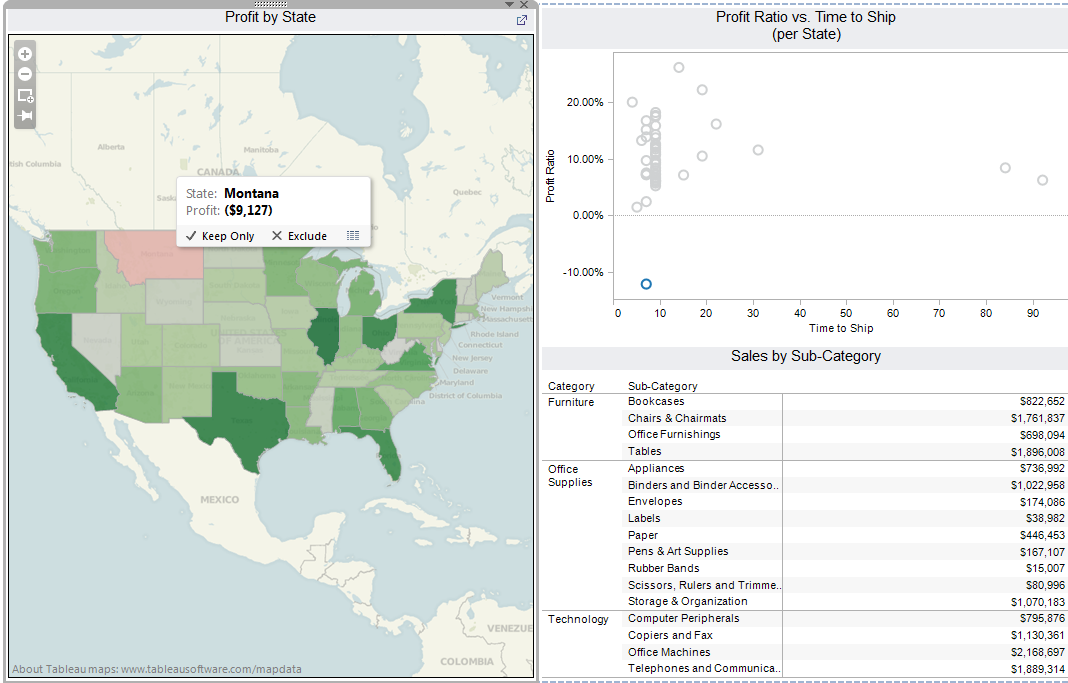 Profit by State
tish Columbia
Alberta
Manitoba
CANADA
Quebec
State: Montana
Profit: ($9,127)
Keep Only Exclude
Vermont
New Hampshire
Massachusetts
Rhode Island
Connecticut
New Jersey
Delaware
Maryland
District of Columbia
UNITED STATES
OF AMERICA
MEXICO
VENEZUE
COLOMBIA
About Tableau maps: www.tableausoftware.com/mapdata
Profit Ratio vs. Time to Ship
(per State)
Profit Ratio
20.00%
10.00%
0.00%
-10.00%
0 10 20 30 40 50 60 70 80 90
Time to Ship
Sales by Sub-Category
Category Sub-Category
Furniture Bookcases $822,652
Chairs & Chairmats $1,761,837
Office Furnishings $698,094
Tables $1,896,008
Office Supplies Appliances $736,992
Binders and Binder Accesso.. $1,022,958
Envelopes $174,086
Labels $38,982
Paper $446,453
Pens & Art Supplies $167,107
Rubber Bands $15,007
Scissors, Rulers and Trimme.. $80,996
Storage & Organization $1,070,183
Technology Computer Peripherals $795,876
Copiers and Fax $1,130,361
Office Machines $2,168,697
Telephones and Communica.. $1,889,314